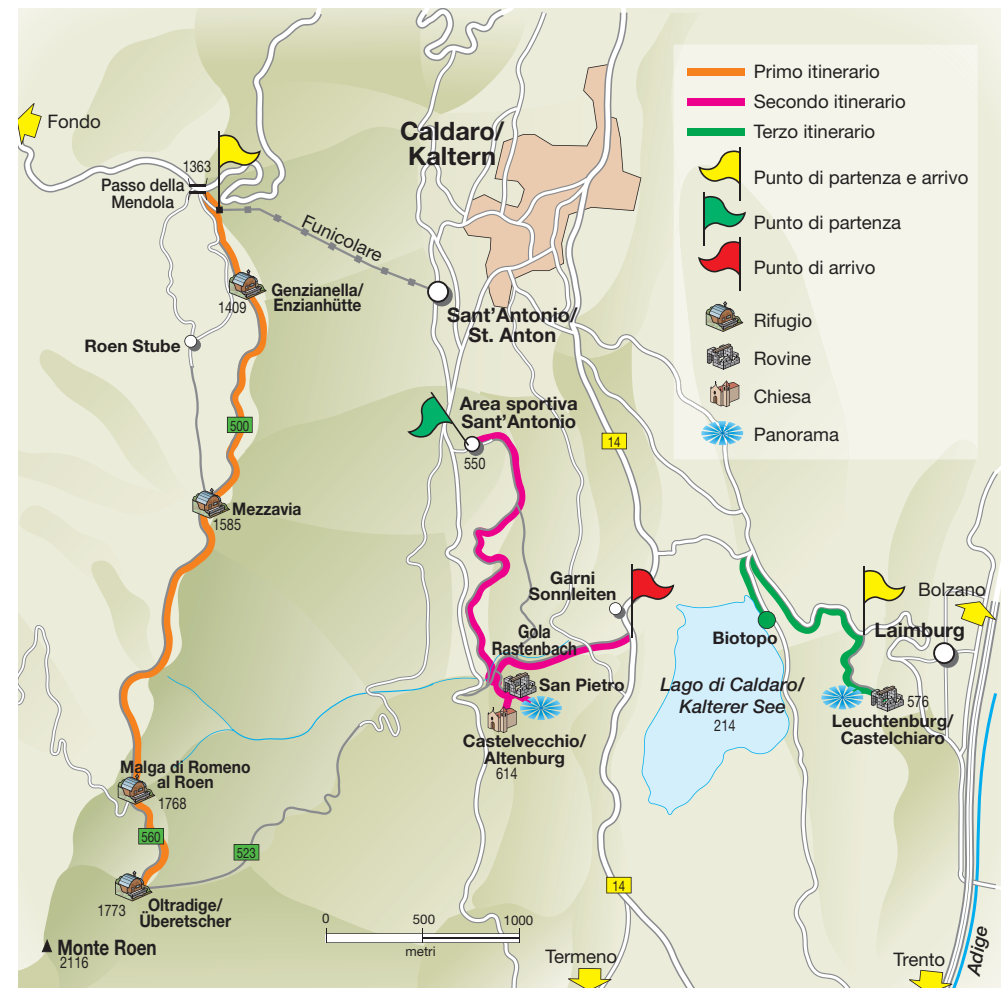 Primo itinerario
Secondo itinerario
Terzo itinerario
Punto di partenza e arrivo
Punto di partenza
Punto di arrivo
Rifugio
Rovine
Chiesa
Panorama
Fondo
1363
Passo della
Mendola
Caldaro/
Kaltern
Funicolare
Genzianella/
Enzianhütte
1409
Sant'Antonio/
St. Anton
Roen Stube
Area sportiva
Sant'Antonio
550
500
14
Mezzavia
1585
Garni
Sonnleiten
Bolzano
Gola
Rastenbach
Biotopo
Laimburg
San Pietro
Lago di Caldaro/
Kalterer See
214
576
Leuchtenburg/
Castelchiaro
Castelvecchio/
Altenburg
614
Malga di Romeno
al Roen
1768
560
523
14
1773
Oltradige/
Überetscher
0 500 1000
metri
Monte Roen
2116
Termeno
Trento
Adige